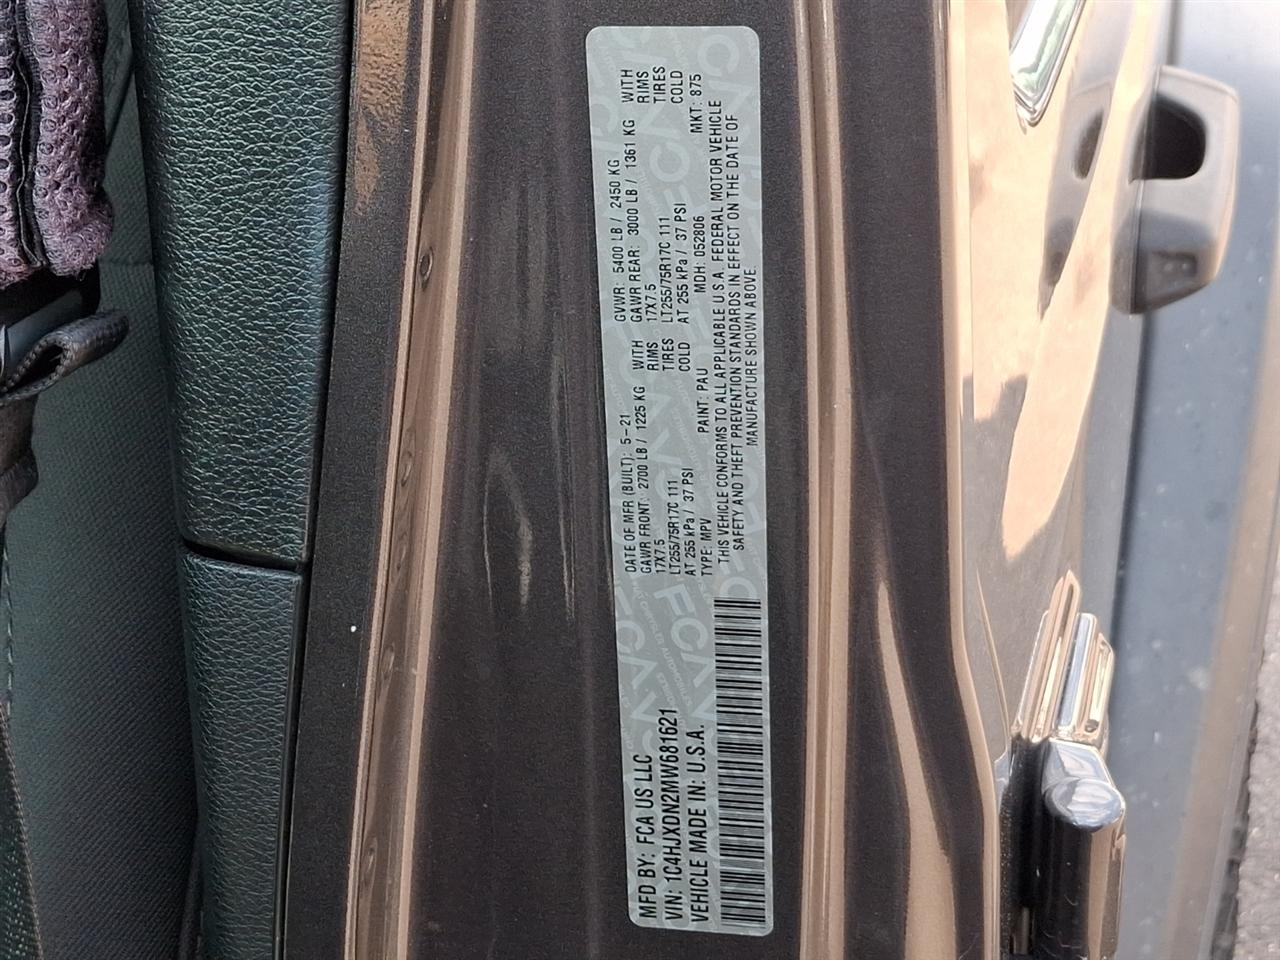 MFD BY: FCA US LLC
VIN: 1C4HJXDN2MW681621
VEHICLE MADE IN: U.S.A.
DATE OF MFR (BUILT): 5-21 GVWR: 5400 LB / 2450 KG
GAWR FRONT: 2700 LB / 1225 KG WITH GAWR REAR: 3000 LB / 1361 KG WITH
17X7.5 RIMS 17X7.5 RIMS
LT255/75R17C 111 TIRES LT255/75R17C 111 TIRES
AT 255 kPa / 37 PSI COLD AT 255 kPa / 37 PSI COLD
TYPE: MPV PAINT: PAU MDH: 052806 MKT: 875
THIS VEHICLE CONFORMS TO ALL APPLICABLE U.S.A. FEDERAL MOTOR VEHICLE
SAFETY AND THEFT PREVENTION STANDARDS IN EFFECT ON THE DATE OF
MANUFACTURE SHOWN ABOVE.